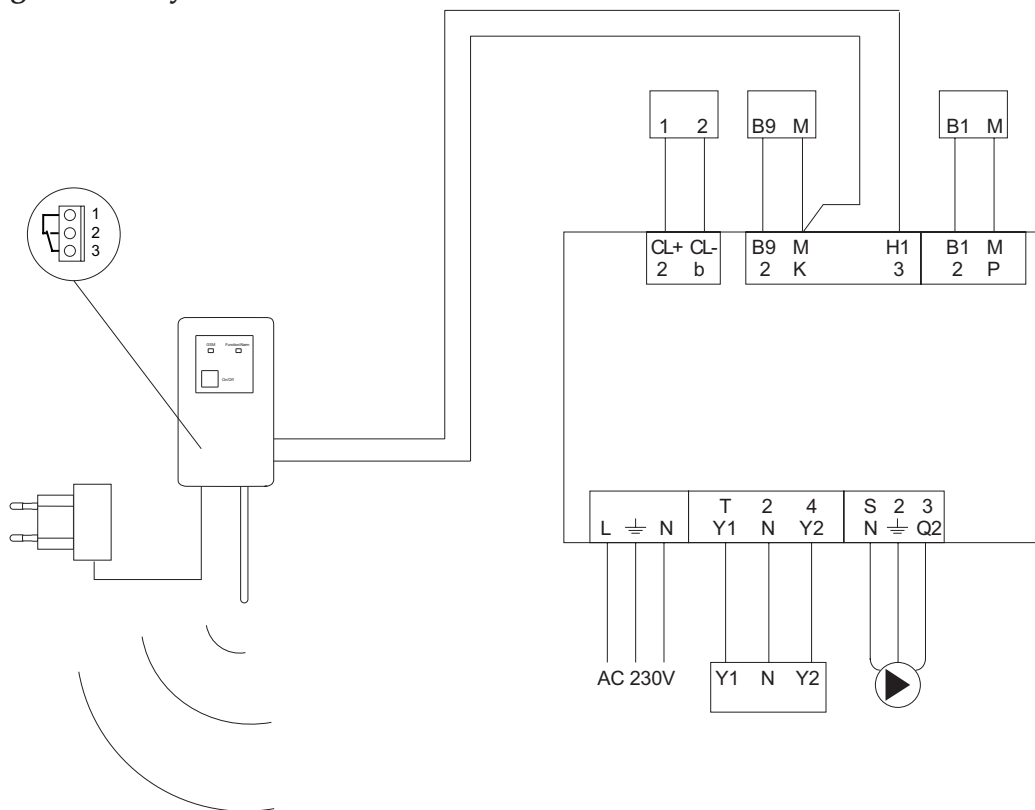 1 2
B9 M
B1 M
1
2
3
CL+ CL-
2 b
B9 M H1
2 K 3
B1 M
2 P
GSM Function/Alarm
On/Off
T 2 4
L N
Y1 N Y2
S 2 3
N Q2
AC 230V
Y1 N Y2